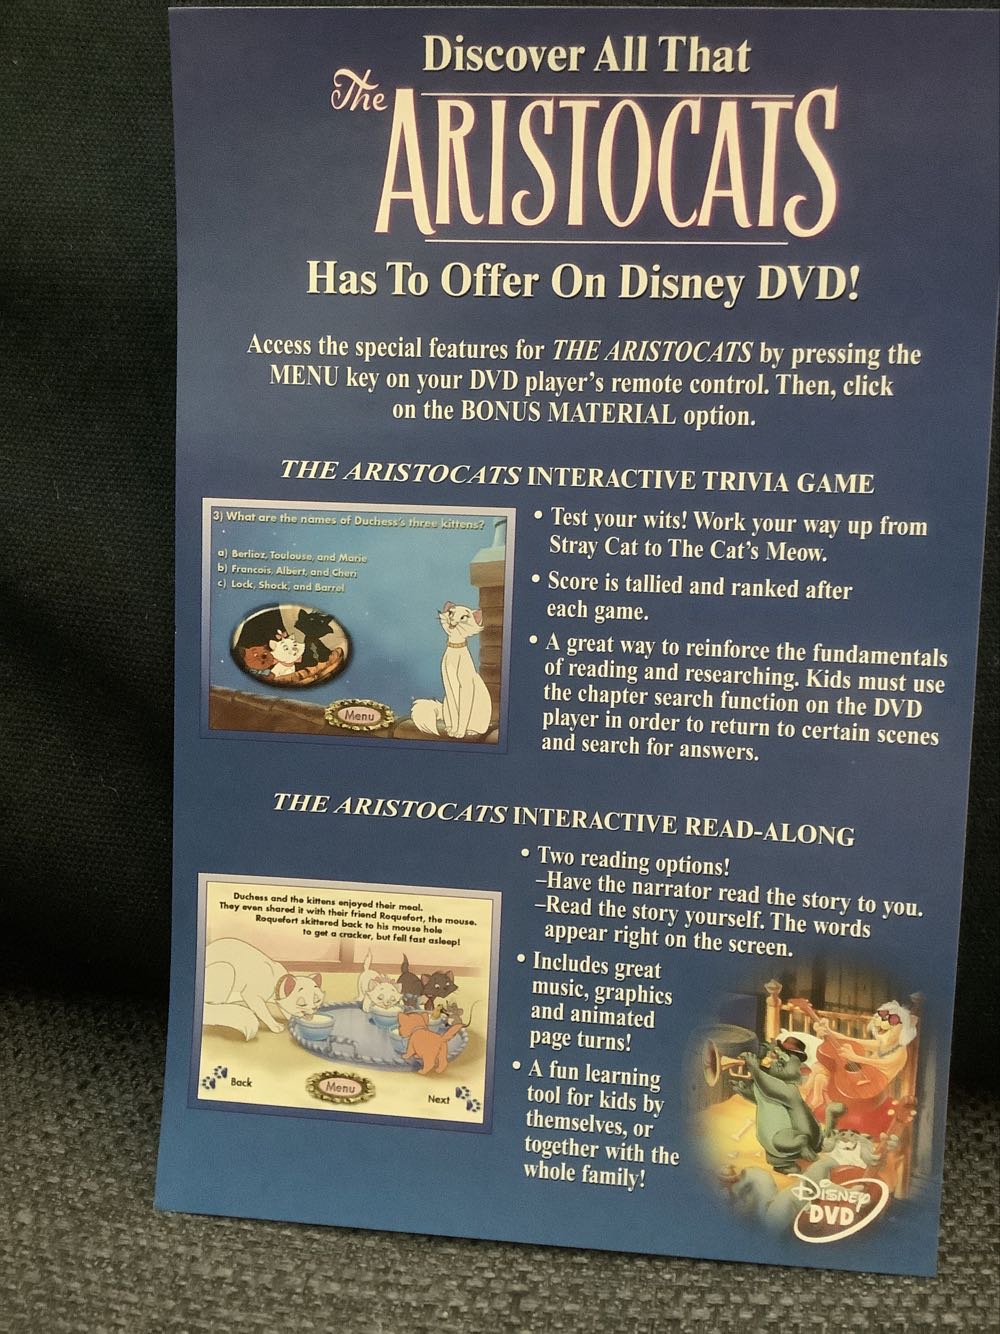 Discover All That
The ARISTOCATS
Has To Offer On Disney DVD!
Access the special features for THE ARISTOCATS by pressing the
MENU key on your DVD player's remote control. Then, click
on the BONUS MATERIAL option.
THE ARISTOCATS INTERACTIVE TRIVIA GAME
3) What are the names of Duchess's three kittens?
a) Berlioz, Toulouse, and Marie
b) Francois, Albert, and Cheri
c) Lock, Shock, and Barrel
Menu
• Test your wits! Work your way up from
Stray Cat to The Cat's Meow.
• Score is tallied and ranked after
each game.
• A great way to reinforce the fundamentals
of reading and researching. Kids must use
the chapter search function on the DVD
player in order to return to certain scenes
and search for answers.
THE ARISTOCATS INTERACTIVE READ-ALONG
Duchess and the kittens enjoyed their meal.
They even shared it with their friend Roquefort, the mouse.
Roquefort skittered back to his mouse hole
to get a cracker, but fell fast asleep!
Back
Menu
Next
• Two reading options!
–Have the narrator read the story to you.
–Read the story yourself. The words
appear right on the screen.
• Includes great
music, graphics
and animated
page turns!
• A fun learning
tool for kids by
themselves, or
together with the
whole family!
Disney
DVD